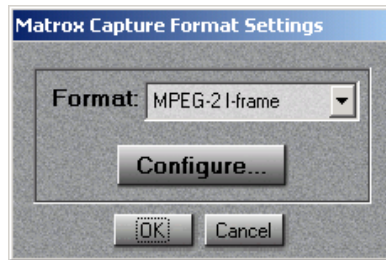 Matrox Capture Format Settings
Format: MPEG-2 I-frame
Configure...
OK Cancel